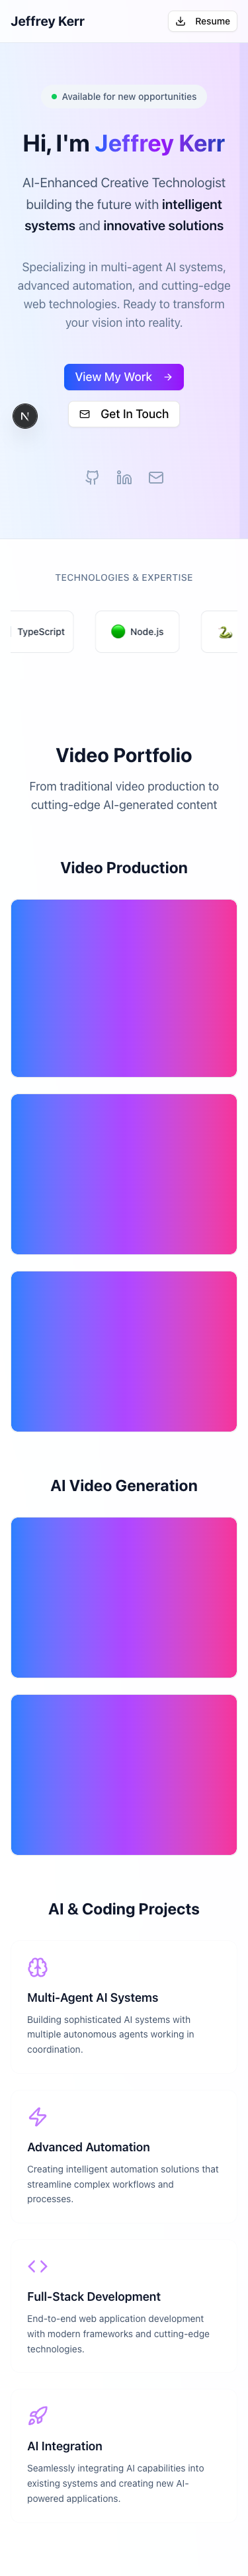 Jeffrey Kerr
Resume
Available for new opportunities
Hi, I'm Jeffrey Kerr
AI-Enhanced Creative Technologist
building the future with intelligent
systems and innovative solutions
Specializing in multi-agent AI systems,
advanced automation, and cutting-edge
web technologies. Ready to transform
your vision into reality.
View My Work
N
Get In Touch
TECHNOLOGIES & EXPERTISE
TypeScript
Node.js
Video Portfolio
From traditional video production to
cutting-edge AI-generated content
Video Production
AI Video Generation
AI & Coding Projects
Multi-Agent AI Systems
Building sophisticated AI systems with
multiple autonomous agents working in
coordination.
Advanced Automation
Creating intelligent automation solutions that
streamline complex workflows and
processes.
Full-Stack Development
End-to-end web application development
with modern frameworks and cutting-edge
technologies.
AI Integration
Seamlessly integrating AI capabilities into
existing systems and creating new AI-
powered applications.